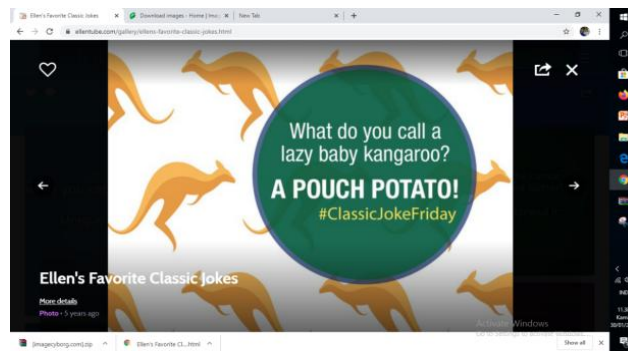 Ellen's Favorite Classic Jokes
Download images - Home | Imo
New Tab
ellentube.com/gallery/ellens-favorite-classic-jokes.html
What do you call a
lazy baby kangaroo?
A POUCH POTATO!
#ClassicJokeFriday
Ellen's Favorite Classic Jokes
More details
Photo • 5 years ago
Activate Windows
[imagecyborg.com].zip
Ellen's Favorite Cl....html
Show all